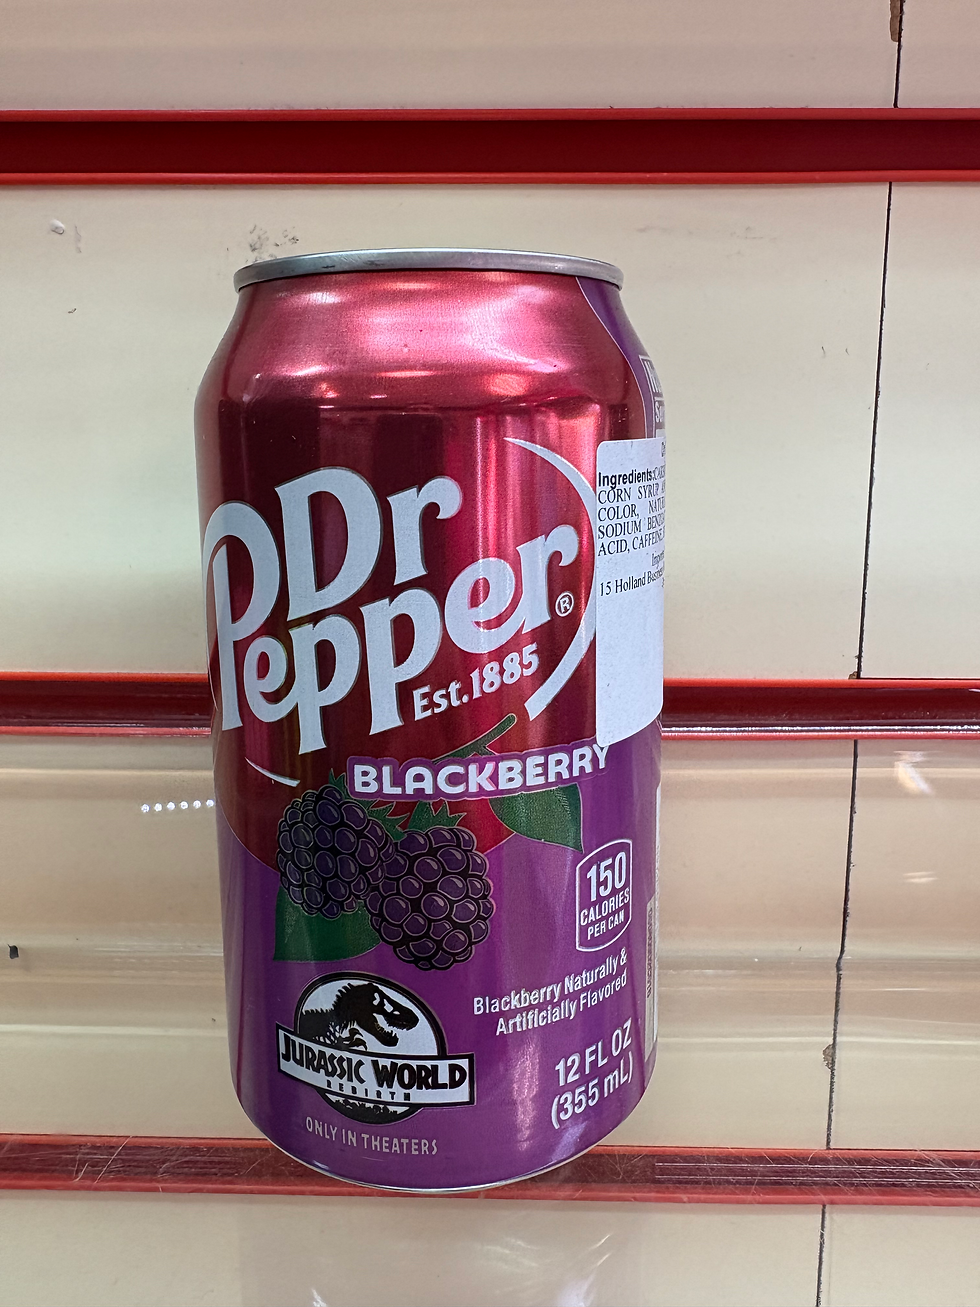 Dr
Pepper®
Est.1885
BLACKBERRY
150
CALORIES
PER CAN
Blackberry Naturally &
Artificially Flavored
12 FL OZ
(355 mL)
JURASSIC WORLD
REBIRTH
ONLY IN THEATERS
Ingredients:
CORN SYRUP
COLOR,
SODIUM
ACID, CAFFEINE
15 Holland